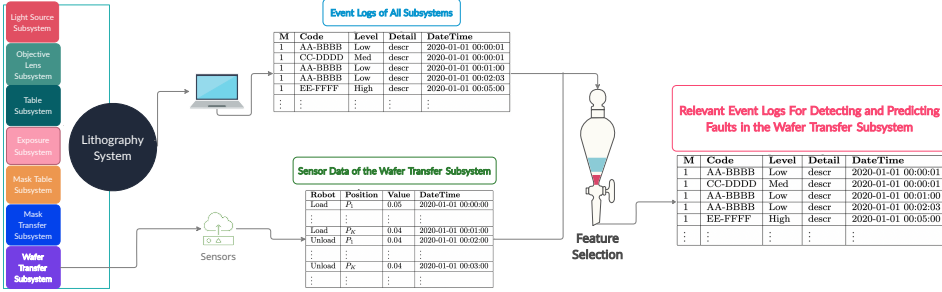 Light Source
Subsystem
Objective
Lens
Subsystem
Table
Subsystem
Exposure
Subsystem
Mask Table
Subsystem
Mask
Transfer
Subsystem
Wafer
Transfer
Subsystem
Lithography
System
Event Logs of All Subsystems
M Code Level Detail DateTime
1 AA-BBBB Low descr 2020-01-01 00:00:01
1 CC-DDDD Med descr 2020-01-01 00:00:01
1 AA-BBBB Low descr 2020-01-01 00:01:00
1 AA-BBBB Low descr 2020-01-01 00:02:03
1 EE-FFFF High descr 2020-01-01 00:05:00
⋮ ⋮ ⋮ ⋮ ⋮
Sensors
Sensor Data of the Wafer Transfer Subsystem
Robot Position Value DateTime
Load P₁ 0.05 2020-01-01 00:00:00
⋮ ⋮ ⋮ ⋮
Load P_K 0.04 2020-01-01 00:01:00
Unload P₁ 0.04 2020-01-01 00:02:00
⋮ ⋮ ⋮ ⋮
Unload P_K 0.04 2020-01-01 00:03:00
⋮ ⋮ ⋮ ⋮
Feature
Selection
Relevant Event Logs For Detecting and Predicting
Faults in the Wafer Transfer Subsystem
M Code Level Detail DateTime
1 AA-BBBB Low descr 2020-01-01 00:00:01
1 CC-DDDD Med descr 2020-01-01 00:00:01
1 AA-BBBB Low descr 2020-01-01 00:01:00
1 AA-BBBB Low descr 2020-01-01 00:02:03
1 EE-FFFF High descr 2020-01-01 00:05:00
⋮ ⋮ ⋮ ⋮ ⋮